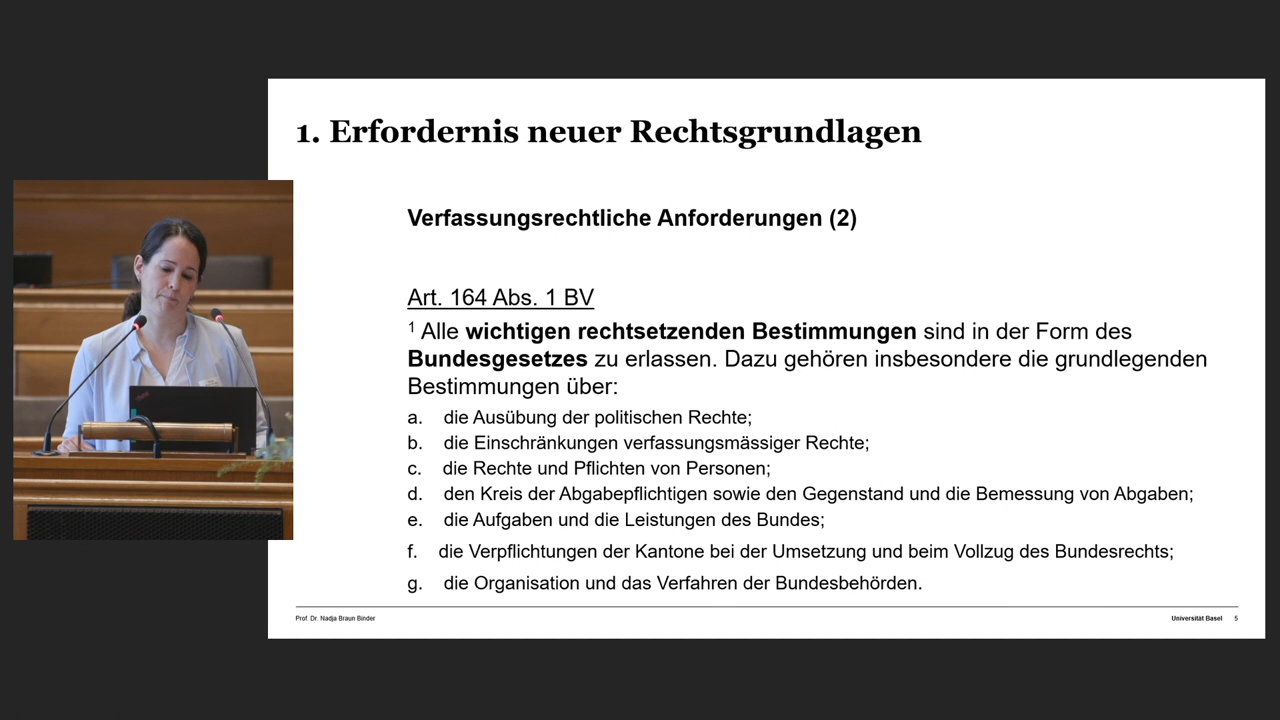 1. Erfordernis neuer Rechtsgrundlagen
Verfassungsrechtliche Anforderungen (2)
Art. 164 Abs. 1 BV
1 Alle wichtigen rechtsetzenden Bestimmungen sind in der Form des
Bundesgesetzes zu erlassen. Dazu gehören insbesondere die grundlegenden
Bestimmungen über:
a. die Ausübung der politischen Rechte;
b. die Einschränkungen verfassungsmässiger Rechte;
c. die Rechte und Pflichten von Personen;
d. den Kreis der Abgabepflichtigen sowie den Gegenstand und die Bemessung von Abgaben;
e. die Aufgaben und die Leistungen des Bundes;
f. die Verpflichtungen der Kantone bei der Umsetzung und beim Vollzug des Bundesrechts;
g. die Organisation und das Verfahren der Bundesbehörden.
Prof. Dr. Nadja Braun Binder
Universität Basel 5